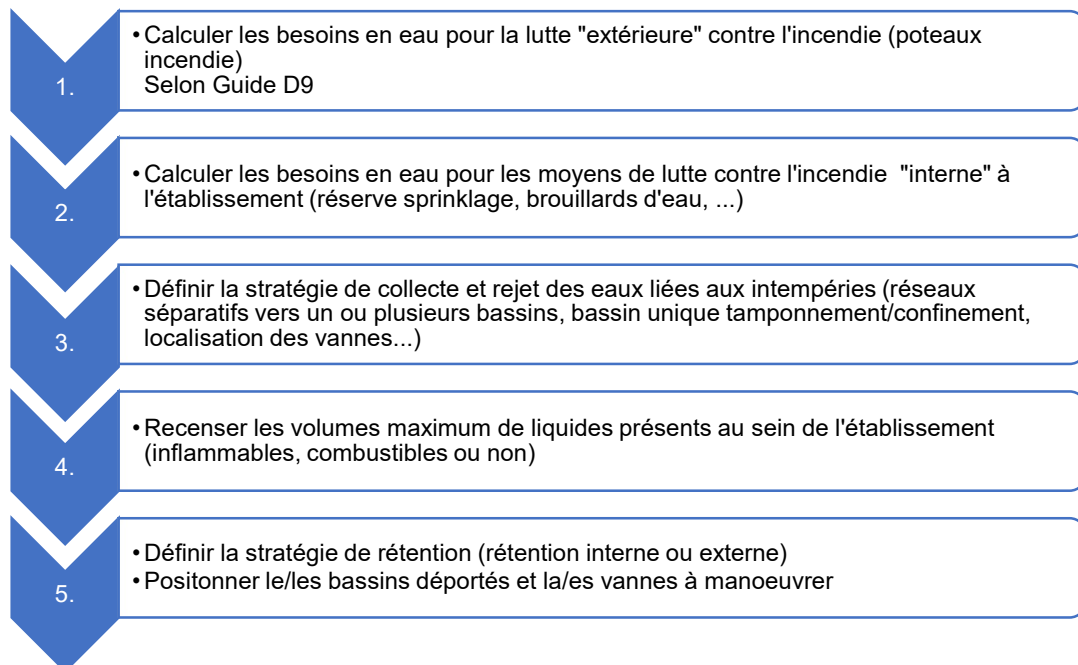 1.
•Calculer les besoins en eau pour la lutte "extérieure" contre l'incendie (poteaux
incendie)
Selon Guide D9
2.
•Calculer les besoins en eau pour les moyens de lutte contre l'incendie "interne" à
l'établissement (réserve sprinklage, brouillards d'eau, ...)
3.
•Définir la stratégie de collecte et rejet des eaux liées aux intempéries (réseaux
séparatifs vers un ou plusieurs bassins, bassin unique tamponnement/confinement,
localisation des vannes...)
4.
•Recenser les volumes maximum de liquides présents au sein de l'établissement
(inflammables, combustibles ou non)
5.
•Définir la stratégie de rétention (rétention interne ou externe)
•Positonner le/les bassins déportés et la/es vannes à manoeuvrer